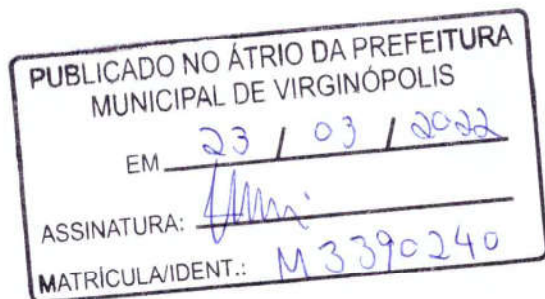 PUBLICADO NO ÁTRIO DA PREFEITURA
MUNICIPAL DE VIRGINÓPOLIS
EM 23 / 03 / 2022
ASSINATURA:
MATRÍCULA/IDENT.: M3390240